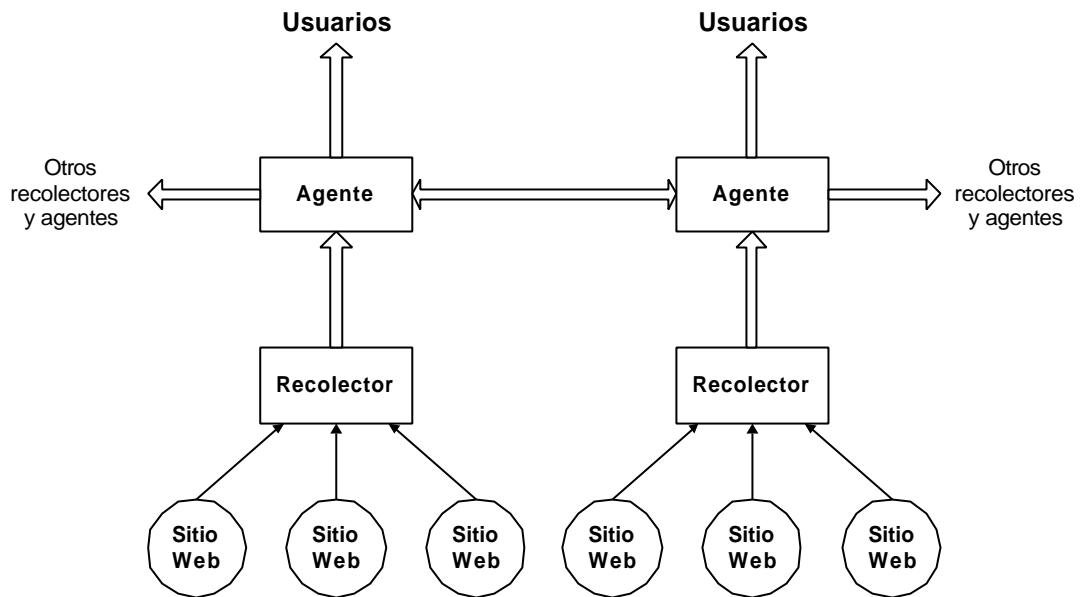 Usuarios
Usuarios
Otros
recolectores
y agentes
Agente
Agente
Otros
recolectores
y agentes
Recolector
Recolector
Sitio
Web
Sitio
Web
Sitio
Web
Sitio
Web
Sitio
Web
Sitio
Web